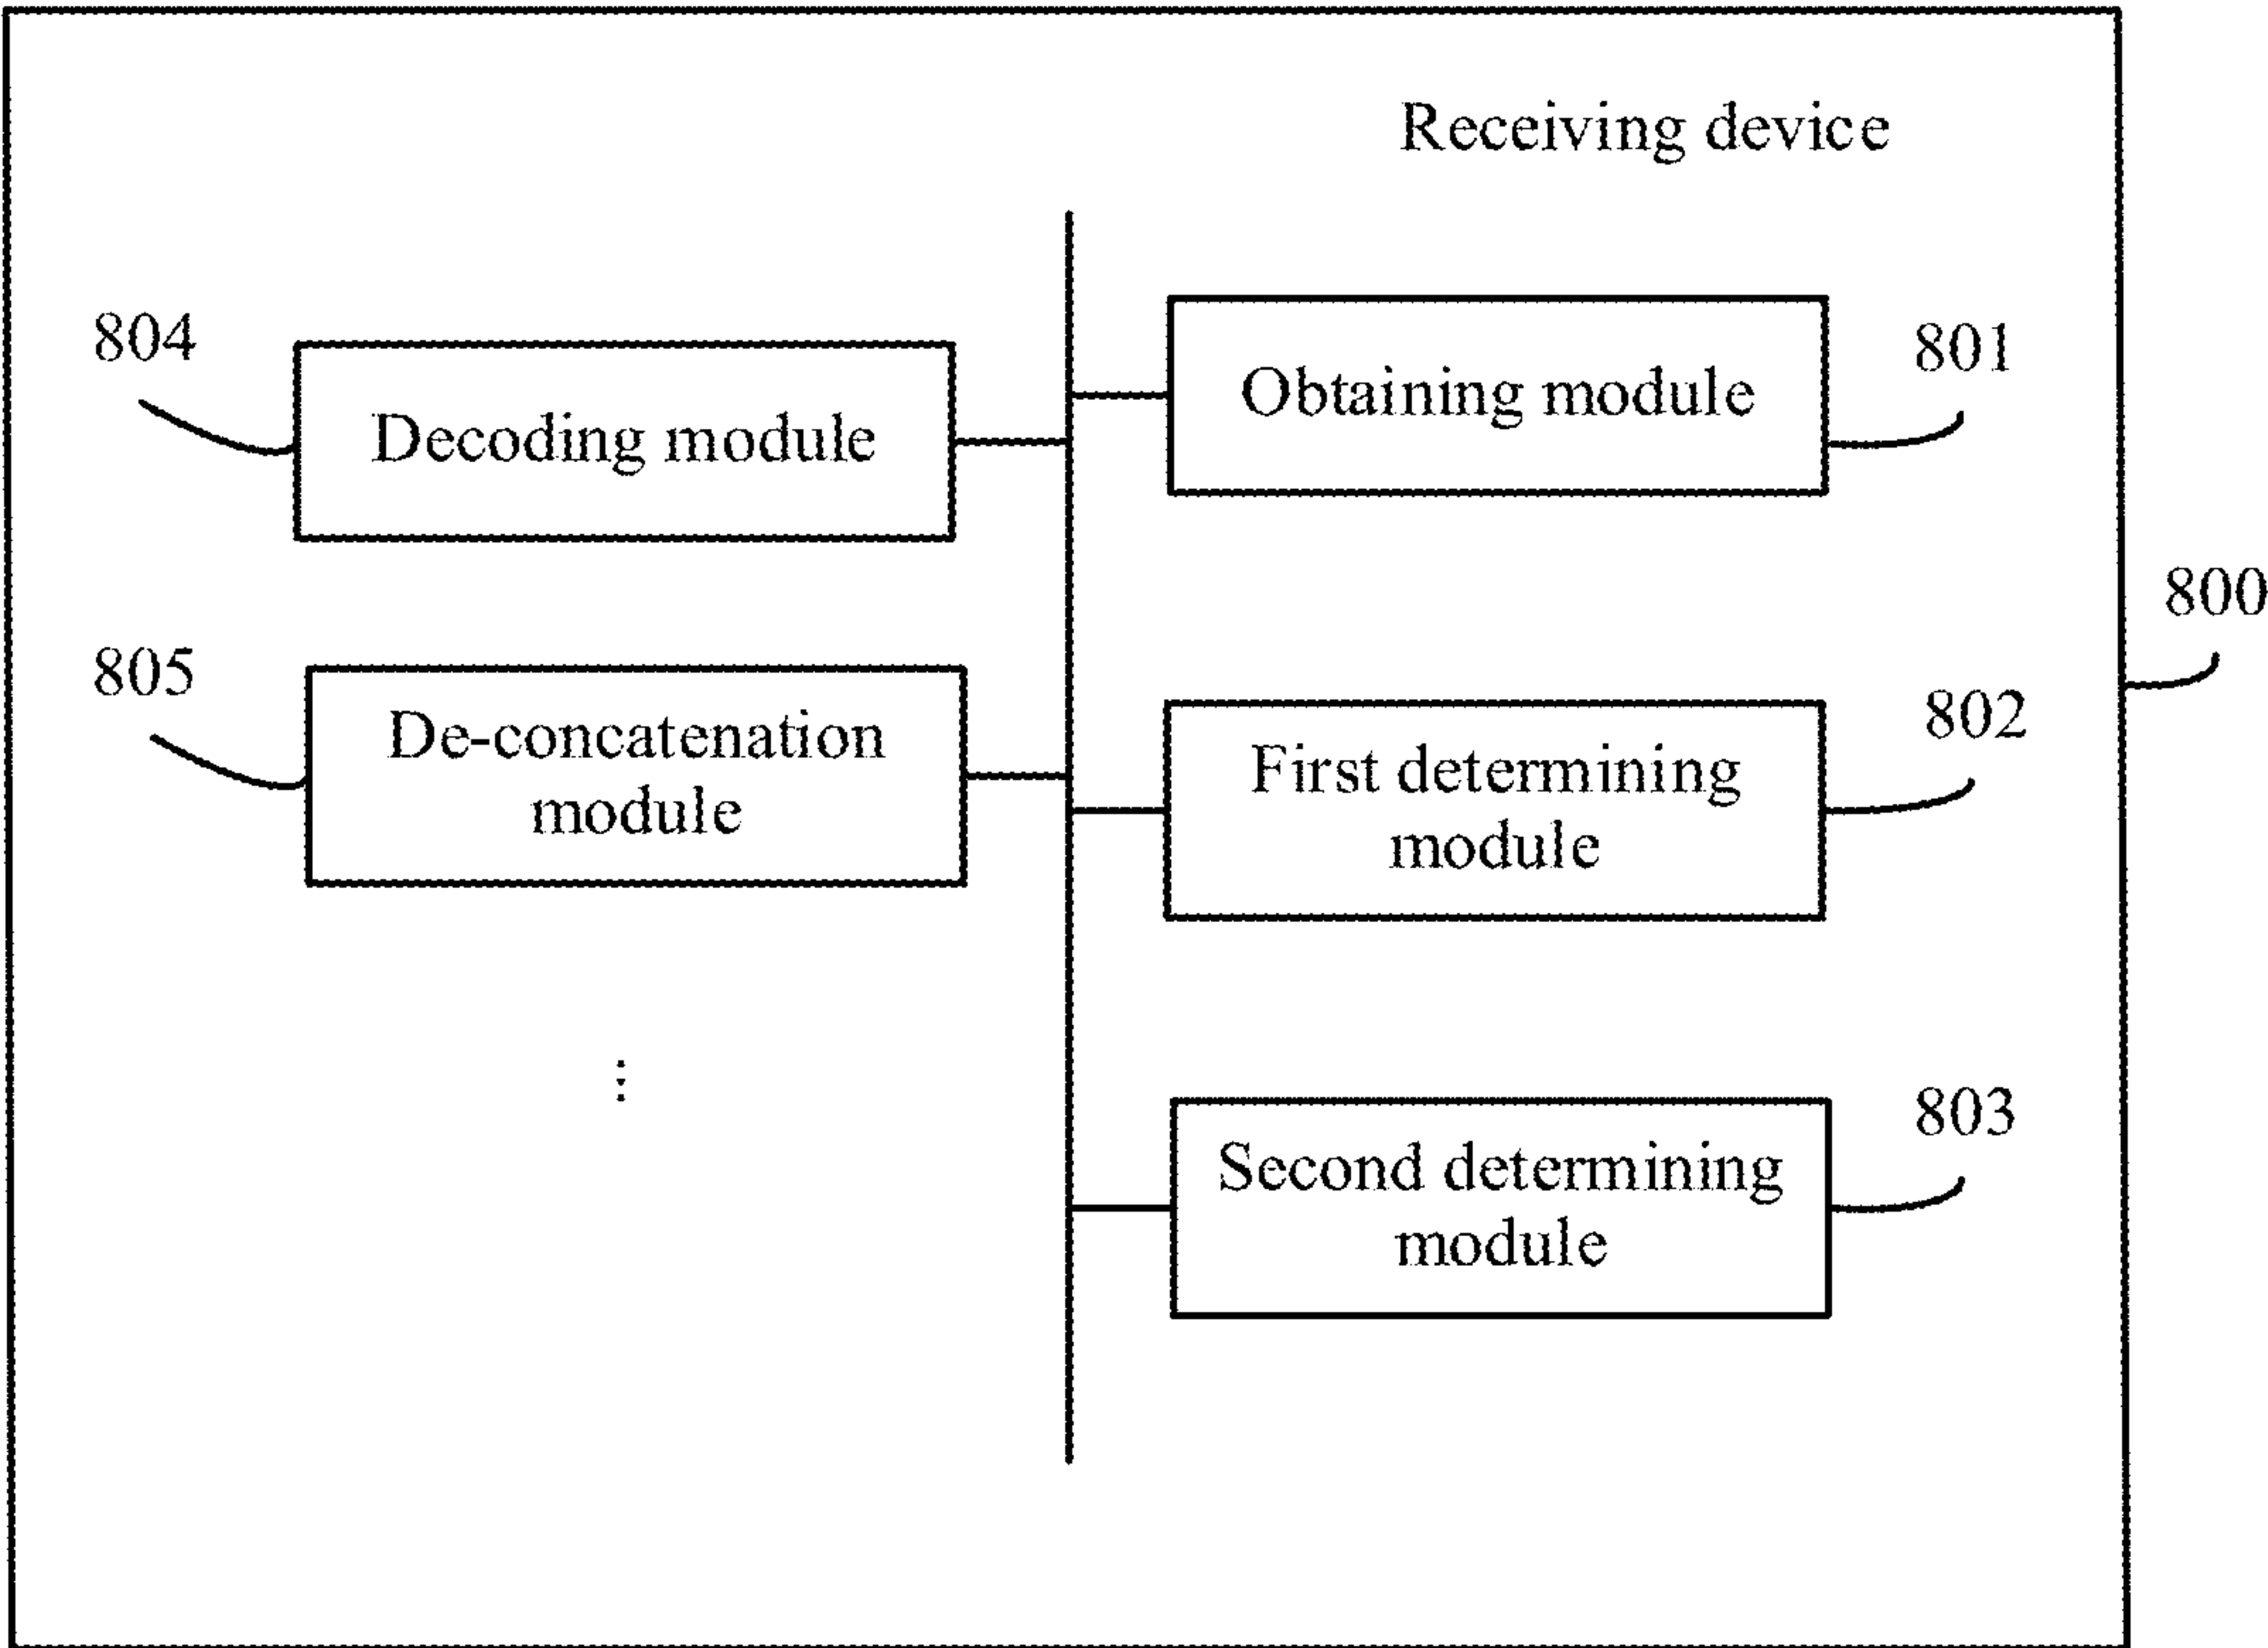 Receiving device
804
Decoding module
Obtaining module
801
800
805
De-concatenation
module
First determining
module
802
Second determining
module
803